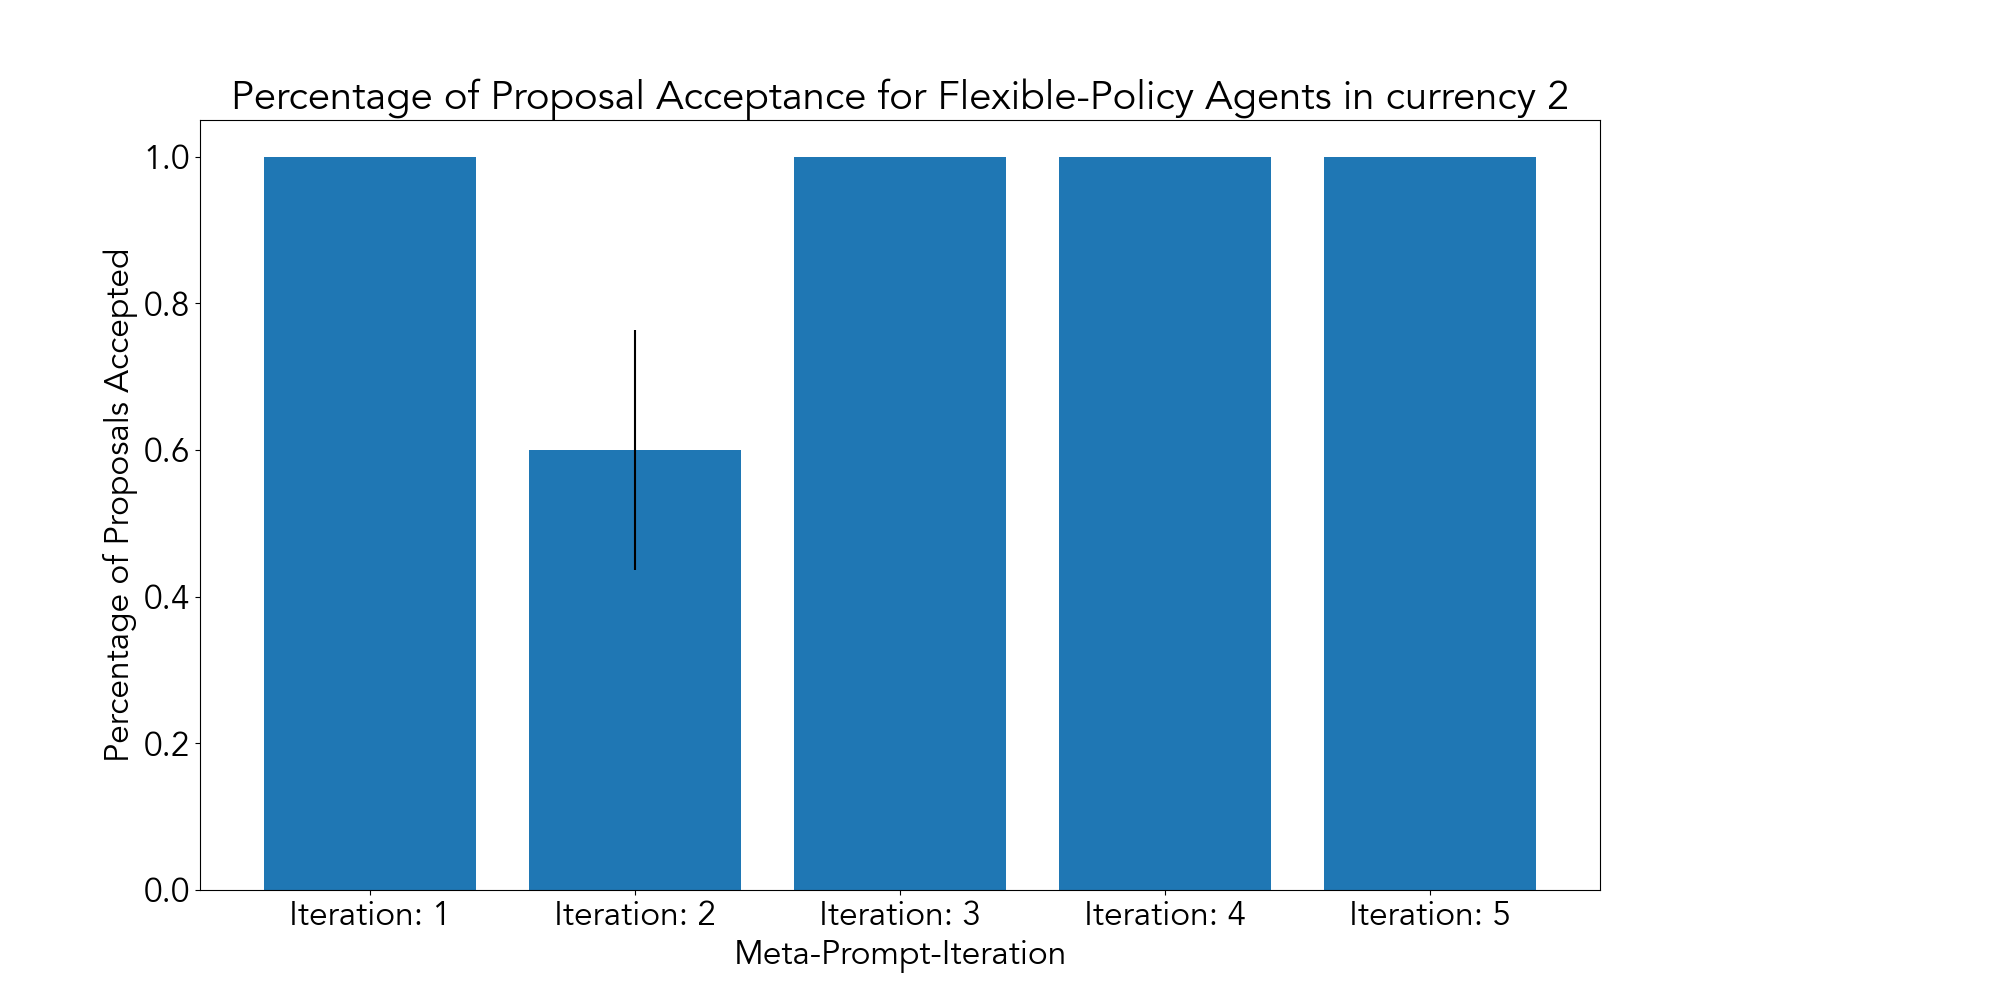 Percentage of Proposal Acceptance for Flexible-Policy Agents in currency 2
Percentage of Proposals Accepted
1.0
0.8
0.6
0.4
0.2
0.0
Iteration: 1
Iteration: 2
Iteration: 3
Iteration: 4
Iteration: 5
Meta-Prompt-Iteration